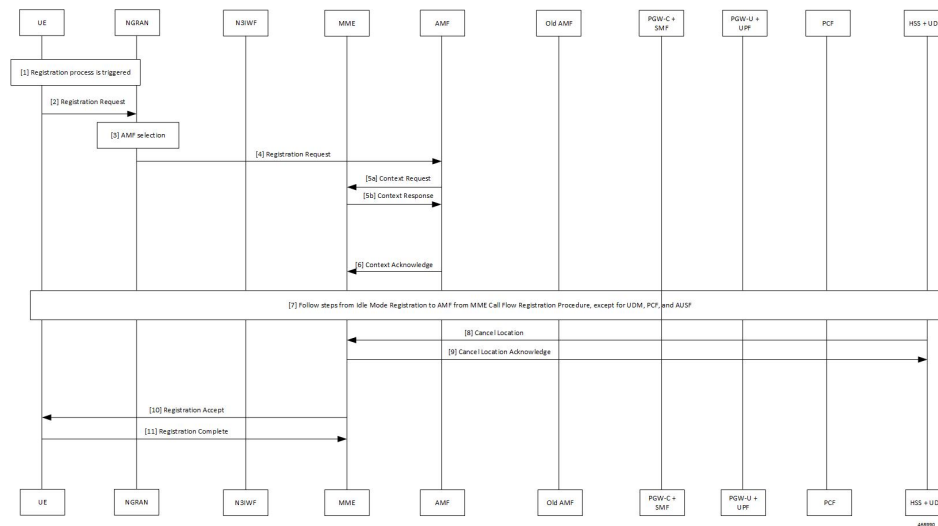 UE
NGRAN
N3IWF
MME
AMF
Old AMF
PGW-C +
SMF
PGW-U +
UPF
PCF
HSS + UD
[1] Registration process is triggered
[2] Registration Request
[3] AMF selection
[4] Registration Request
[5a] Context Request
[5b] Context Response
[6] Context Acknowledge
[7] Follow steps from Idle Mode Registration to AMF from MME Call Flow Registration Procedure, except for UDM, PCF, and AUSF
[8] Cancel Location
[9] Cancel Location Acknowledge
[10] Registration Accept
[11] Registration Complete
UE
NGRAN
N3IWF
MME
AMF
Old AMF
PGW-C +
SMF
PGW-U +
UPF
PCF
HSS + UD